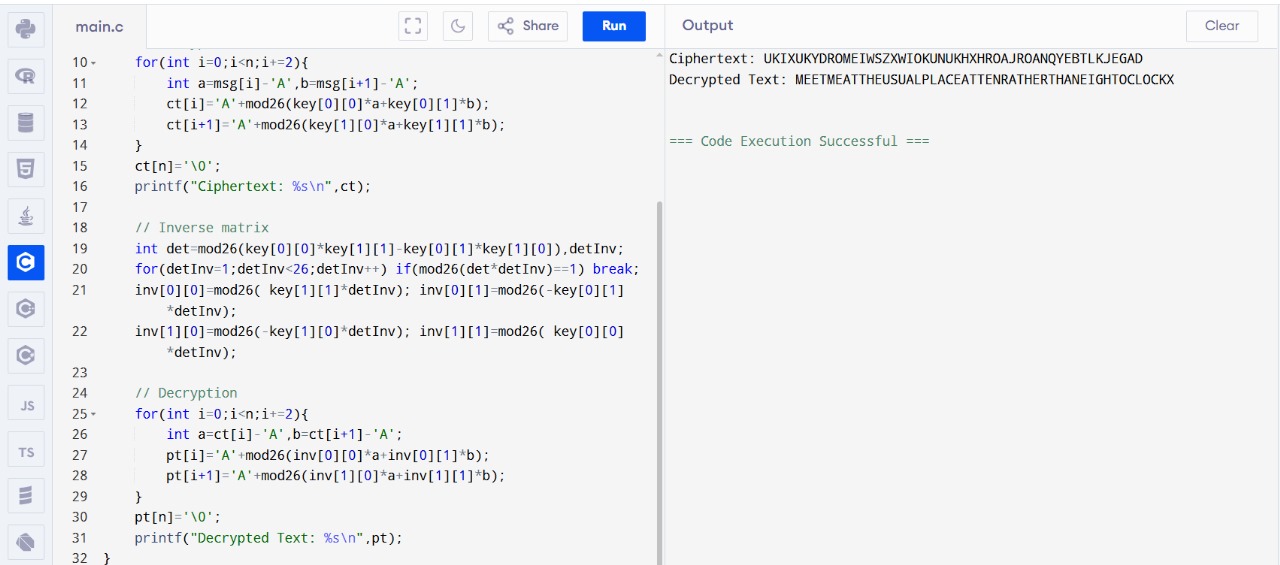 main.c
Share
Run
Output
Clear
10 for(int i=0;i<n;i+=2){
11 int a=msg[i]-'A',b=msg[i+1]-'A';
12 ct[i]='A'+mod26(key[0][0]*a+key[0][1]*b);
13 ct[i+1]='A'+mod26(key[1][0]*a+key[1][1]*b);
14 }
15 ct[n]='\0';
16 printf("Ciphertext: %s\n",ct);
17
18 // Inverse matrix
19 int det=mod26(key[0][0]*key[1][1]-key[0][1]*key[1][0]),detInv;
20 for(detInv=1;detInv<26;detInv++) if(mod26(det*detInv)==1) break;
21 inv[0][0]=mod26( key[1][1]*detInv); inv[0][1]=mod26(-key[0][1]
*detInv);
22 inv[1][0]=mod26(-key[1][0]*detInv); inv[1][1]=mod26( key[0][0]
*detInv);
23
24 // Decryption
25 for(int i=0;i<n;i+=2){
26 int a=ct[i]-'A',b=ct[i+1]-'A';
27 pt[i]='A'+mod26(inv[0][0]*a+inv[0][1]*b);
28 pt[i+1]='A'+mod26(inv[1][0]*a+inv[1][1]*b);
29 }
30 pt[n]='\0';
31 printf("Decrypted Text: %s\n",pt);
32 }
Ciphertext: UKIXUKYDROMEIWSZXWIOKUNUKHXHROAJROANQYEBTLKJEGAD
Decrypted Text: MEETMEATTHEUSUALPLACEATTENRATHERTHANEIGHTOCLOCKX
=== Code Execution Successful ===
JS
TS